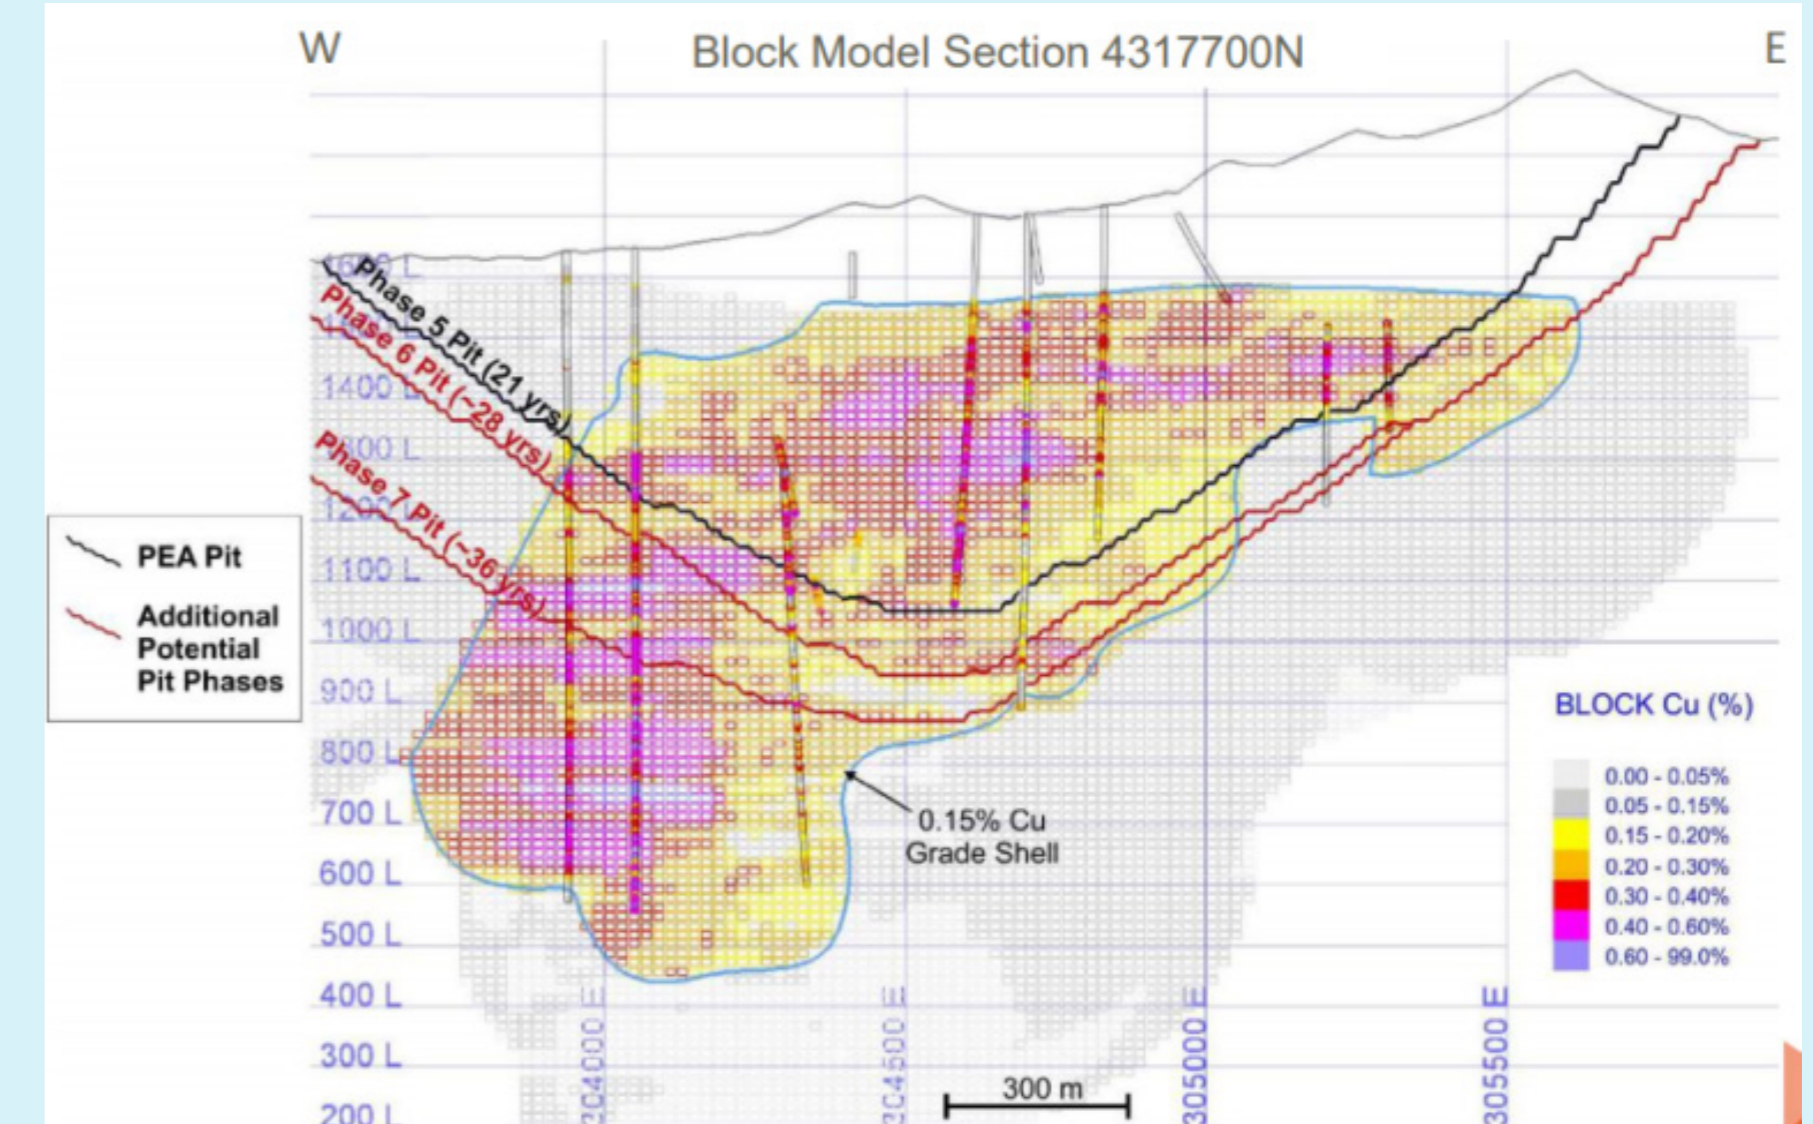 W
Block Model Section 4317700N
E
1600 L
Phase 5 Pit (21 yrs)
Phase 6 Pit (~28 yrs)
1400 L
Phase 7 Pit (~36 yrs)
1100 L
1000 L
900 L
800 L
700 L
600 L
500 L
400 L
300 L
200 L
PEA Pit
Additional
Potential
Pit Phases
0.15% Cu
Grade Shell
BLOCK Cu (%)
0.00 - 0.05%
0.05 - 0.15%
0.15 - 0.20%
0.20 - 0.30%
0.30 - 0.40%
0.40 - 0.60%
0.60 - 99.0%
304000 E
304500 E
305000 E
305500 E
300 m